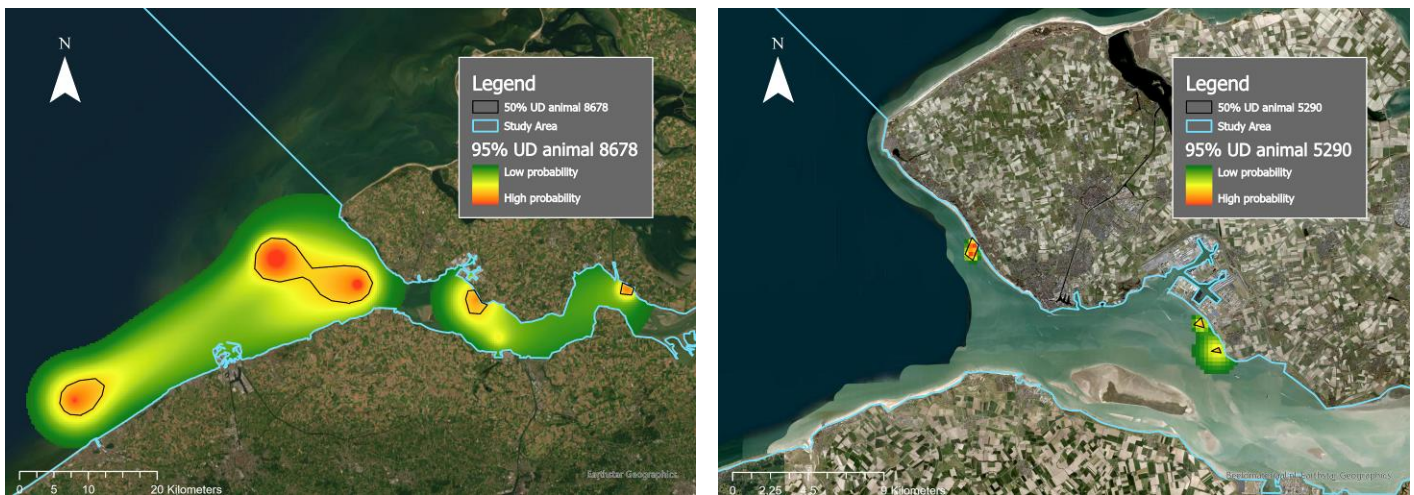 N
Legend
50% UD animal 8678
Study Area
95% UD animal 8678
Low probability
High probability
0 5 10 20 Kilometers
Earthstar Geographics
N
Legend
50% UD animal 5290
Study Area
95% UD animal 5290
Low probability
High probability
0 2,25 4,5 9 Kilometers
Earthstar Geographics